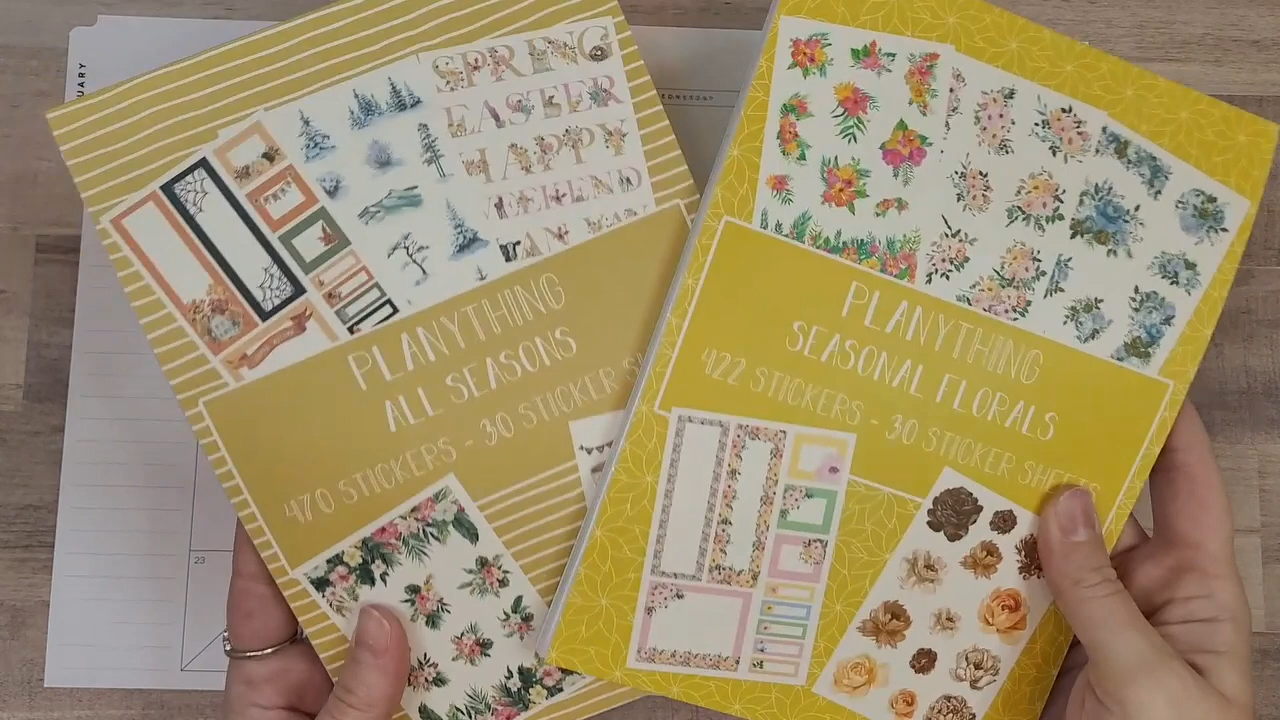 SPRING
EASTER
HAPPY
WEEKEND
PLANYTHING
ALL SEASONS
470 STICKERS - 30 STICKER
PLANYTHING
SEASONAL FLORALS
422 STICKERS - 30 STICKER SHEETS
23